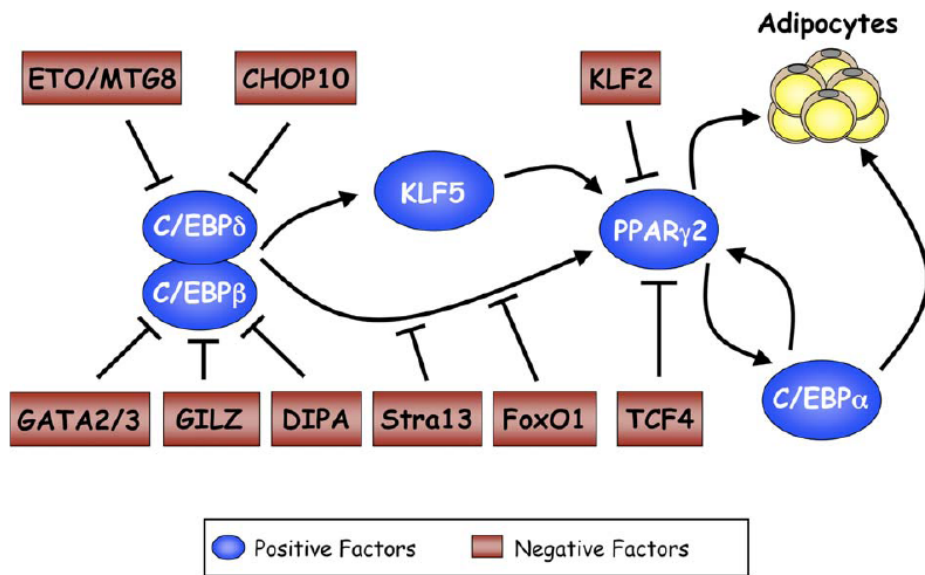 Adipocytes
ETO/MTG8
CHOP10
KLF2
KLF5
C/EBPδ
PPARγ2
C/EBPβ
C/EBPα
GATA2/3
GILZ
DIPA
Stra13
FoxO1
TCF4
Positive Factors
Negative Factors